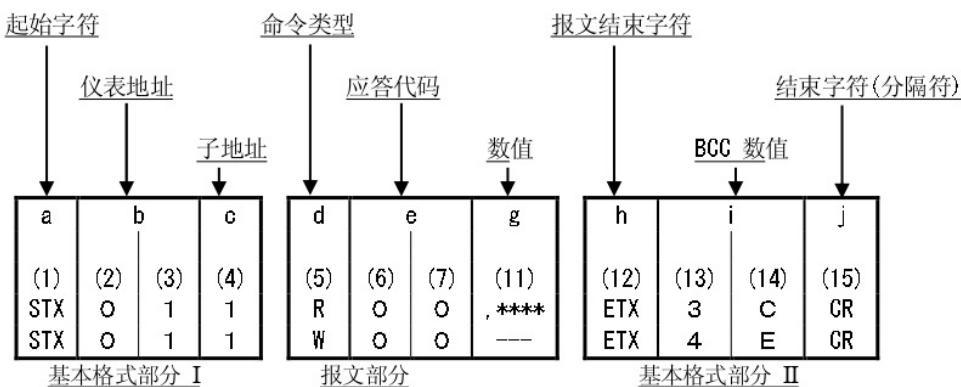 起始字符 命令类型 报文结束字符
仪表地址 应答代码 结束字符(分隔符)
子地址 数值 BCC 数值
a b c d e g h i j
(1) (2) (3) (4) (5) (6) (7) (11) (12) (13) (14) (15)
STX 0 1 1 R 0 0 ,**** ETX 3 C CR
STX 0 1 1 W 0 0 --- ETX 4 E CR
基本格式部分 I 报文部分 基本格式部分 II